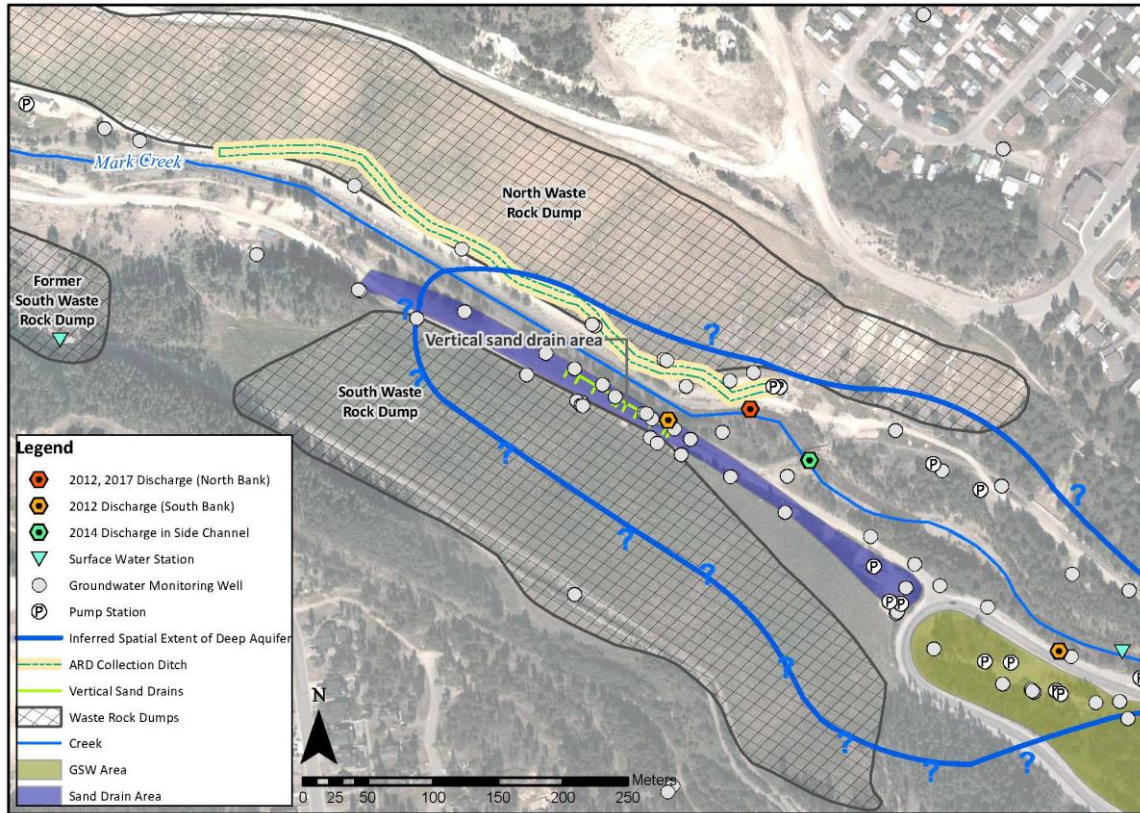 P
Mark Creek
North Waste
Rock Dump
Former
South Waste
Rock Dump
?
?
Vertical sand drain area
P
P
South Waste
Rock Dump
?
?
P
P
?
?
?
P
P
P
?
P
P
P
P
P
?
?
?
Legend
2012, 2017 Discharge (North Bank)
2012 Discharge (South Bank)
2014 Discharge in Side Channel
Surface Water Station
Groundwater Monitoring Well
P Pump Station
Inferred Spatial Extent of Deep Aquifer
ARD Collection Ditch
Vertical Sand Drains
Waste Rock Dumps
Creek
GSW Area
Sand Drain Area
N
Meters
0 25 50 100 150 200 250